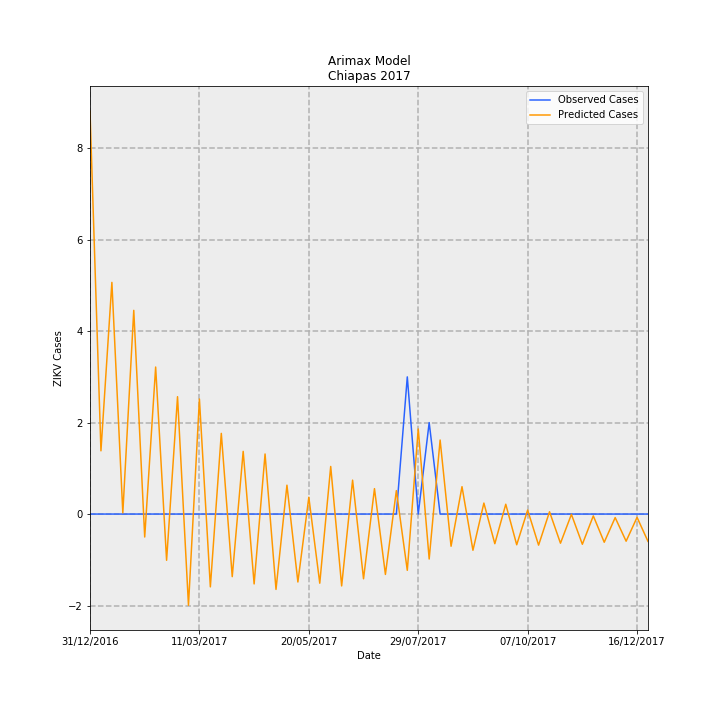 Arimax Model
Chiapas 2017
Observed Cases
Predicted Cases
ZIKV Cases
8
6
4
2
0
−2
31/12/2016
11/03/2017
20/05/2017
29/07/2017
07/10/2017
16/12/2017
Date